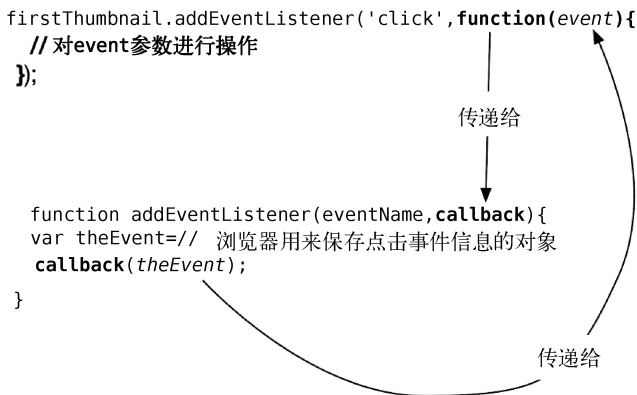 firstThumbnail.addEventListener('click',function(event){
// 对event参数进行操作
});
传递给
function addEventListener(eventName,callback){
var theEvent=// 浏览器用来保存点击事件信息的对象
callback(theEvent);
}
传递给